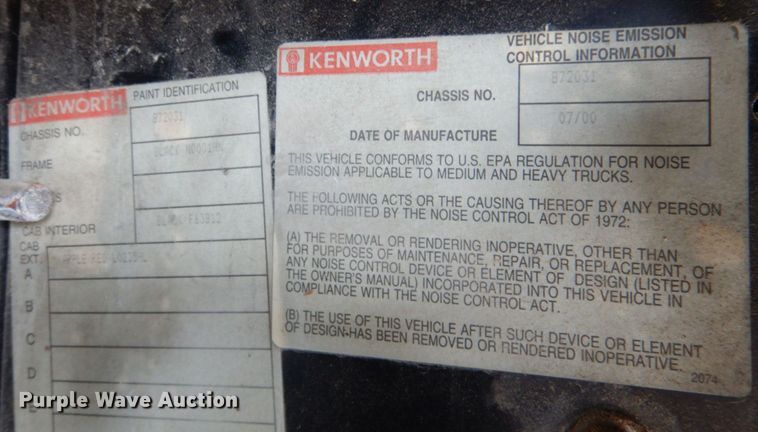 KENWORTH
PAINT IDENTIFICATION
CHASSIS NO.
872031
FRAME
BLACK
CAB INTERIOR
BLACK
CAB
EXT.
APPLE RED
A
B
C
D
KENWORTH
VEHICLE NOISE EMISSION
CONTROL INFORMATION
CHASSIS NO.
872031
DATE OF MANUFACTURE
07/00
THIS VEHICLE CONFORMS TO U.S. EPA REGULATION FOR NOISE
EMISSION APPLICABLE TO MEDIUM AND HEAVY TRUCKS.
THE FOLLOWING ACTS OR THE CAUSING THEREOF BY ANY PERSON
ARE PROHIBITED BY THE NOISE CONTROL ACT OF 1972:
(A) THE REMOVAL OR RENDERING INOPERATIVE, OTHER THAN
FOR PURPOSES OF MAINTENANCE, REPAIR, OR REPLACEMENT, OF
ANY NOISE CONTROL DEVICE OR ELEMENT OF DESIGN (LISTED IN
THE OWNER'S MANUAL) INCORPORATED INTO THIS VEHICLE IN
COMPLIANCE WITH THE NOISE CONTROL ACT.
(B) THE USE OF THIS VEHICLE AFTER SUCH DEVICE OR ELEMENT
OF DESIGN HAS BEEN REMOVED OR RENDERED INOPERATIVE.
2074
Purple Wave Auction